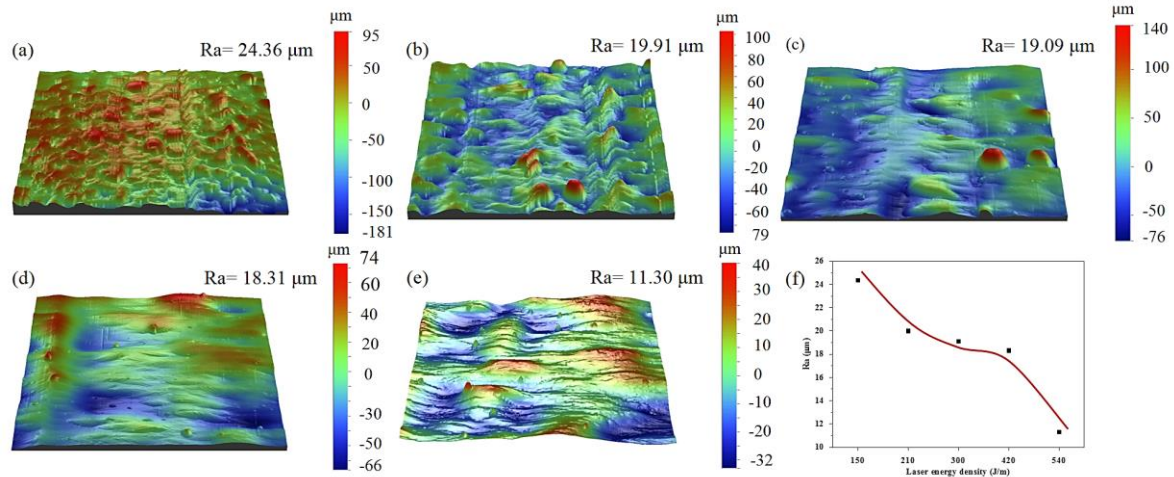 (a)
Ra= 24.36 μm
μm
95
50
0
-50
-100
-150
-181
(b)
Ra= 19.91 μm
μm
100
80
60
40
20
0
-20
-40
-60
79
(c)
Ra= 19.09 μm
μm
140
100
50
0
-50
-76
(d)
Ra= 18.31 μm
μm
74
60
40
20
0
-30
-50
-66
(e)
Ra= 11.30 μm
μm
40
30
20
10
0
-10
-20
-32
(f)
Ra (μm)
26
24
22
20
18
16
14
12
10
150 210 300 420 540
Laser energy density (J/m)